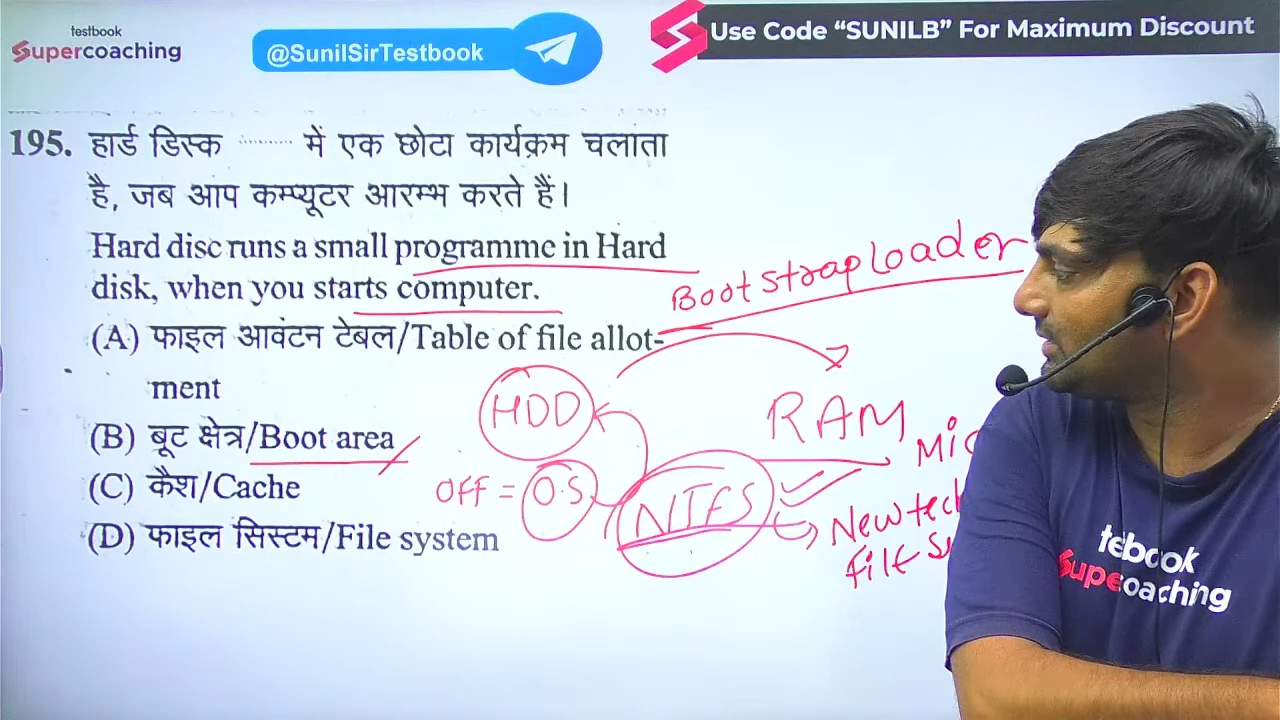 testbook
Supercoaching
@SunilSirTestbook
Use Code “SUNILB” For Maximum Discount
195. हार्ड डिस्क ......... में एक छोटा कार्यक्रम चलाता
है, जब आप कम्प्यूटर आरम्भ करते हैं।
Hard disc runs a small programme in Hard
disk, when you starts computer.
(A) फाइल आवंटन टेबल/Table of file allot-
ment
(B) बूट क्षेत्र/Boot area
(C) कैश/Cache
(D) फाइल सिस्टम/File system
Bootstrap Loader
HDD
RAM
Mic
OFF = O.S
NTFS
New tech
File
testbook
Supercoaching